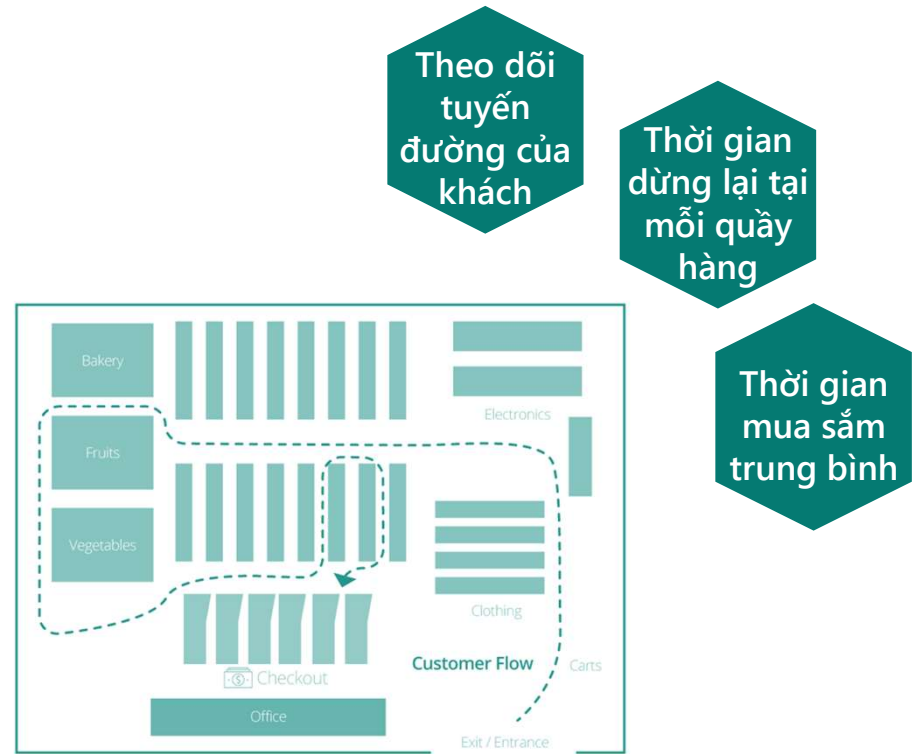 Theo dõi
tuyến
đường của
khách
Thời gian
dừng lại tại
mỗi quầy
hàng
Thời gian
mua sắm
trung bình
Bakery
Electronics
Fruits
Vegetables
Clothing
Customer Flow
Carts
Checkout
Office
Exit / Entrance